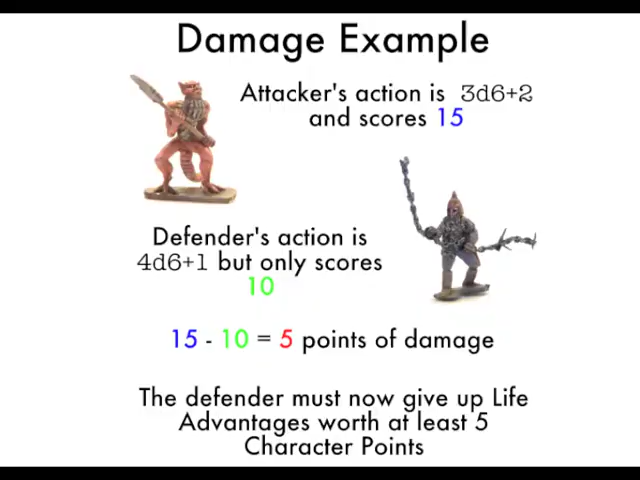 Damage Example
Attacker's action is 3d6+2
and scores 15
Defender's action is
4d6+1 but only scores
10
15 - 10 = 5 points of damage
The defender must now give up Life
Advantages worth at least 5
Character Points